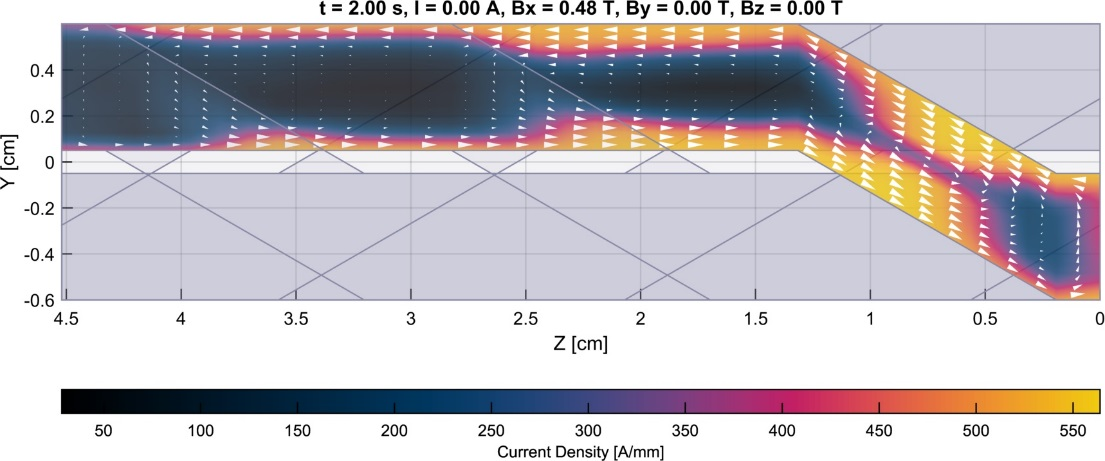 t = 2.00 s, I = 0.00 A, Bx = 0.48 T, By = 0.00 T, Bz = 0.00 T
Y [cm]
0.4
0.2
0
-0.2
-0.4
-0.6
4.5 4 3.5 3 2.5 2 1.5 1 0.5 0
Z [cm]
50 100 150 200 250 300 350 400 450 500 550
Current Density [A/mm]